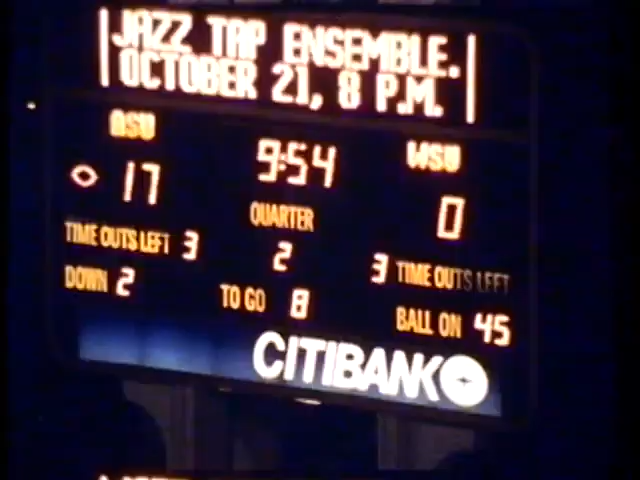 JAZZ TAP ENSEMBLE.
OCTOBER 21, 8 P.M.
ASU 9:54 WSU
17 QUARTER 0
TIME OUTS LEFT 3 2 3 TIME OUTS LEFT
DOWN 2 TO GO 8 BALL ON 45
CITIBANK